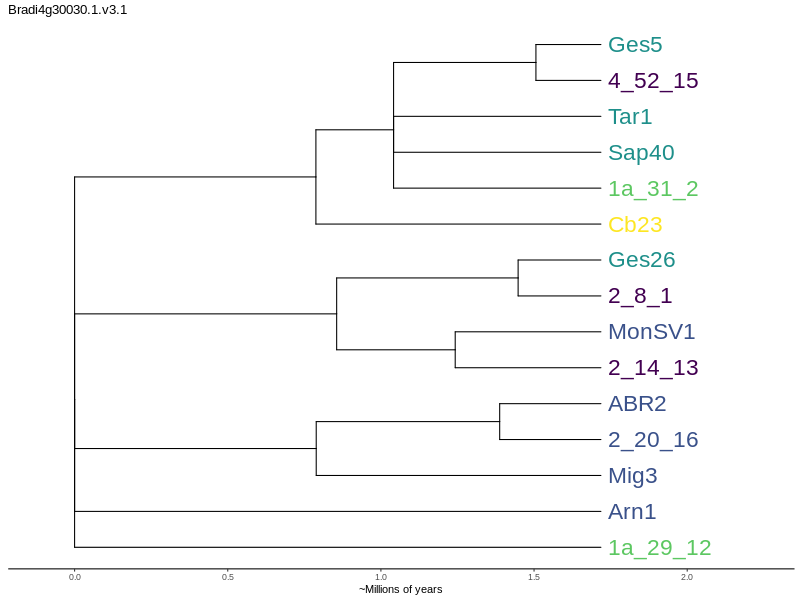 Bradi4g30030.1.v3.1
Ges5
4_52_15
Tar1
Sap40
1a_31_2
Cb23
Ges26
2_8_1
MonSV1
2_14_13
ABR2
2_20_16
Mig3
Arn1
1a_29_12
0.0 0.5 1.0 1.5 2.0
~Millions of years